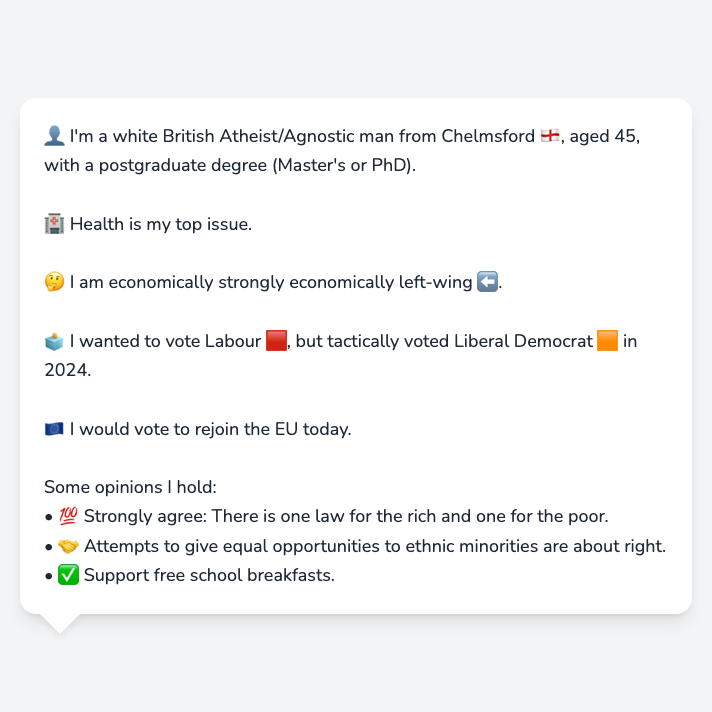 👤 I'm a white British Atheist/Agnostic man from Chelmsford 🏴󠁧󠁢󠁥󠁮󠁧󠁿, aged 45,
with a postgraduate degree (Master's or PhD).
🏥 Health is my top issue.
🤔 I am economically strongly economically left-wing ⬅️.
🗳️ I wanted to vote Labour 🟥, but tactically voted Liberal Democrat 🟧 in
2024.
🇪🇺 I would vote to rejoin the EU today.
Some opinions I hold:
• 💯 Strongly agree: There is one law for the rich and one for the poor.
• 🤝 Attempts to give equal opportunities to ethnic minorities are about right.
• ✅ Support free school breakfasts.